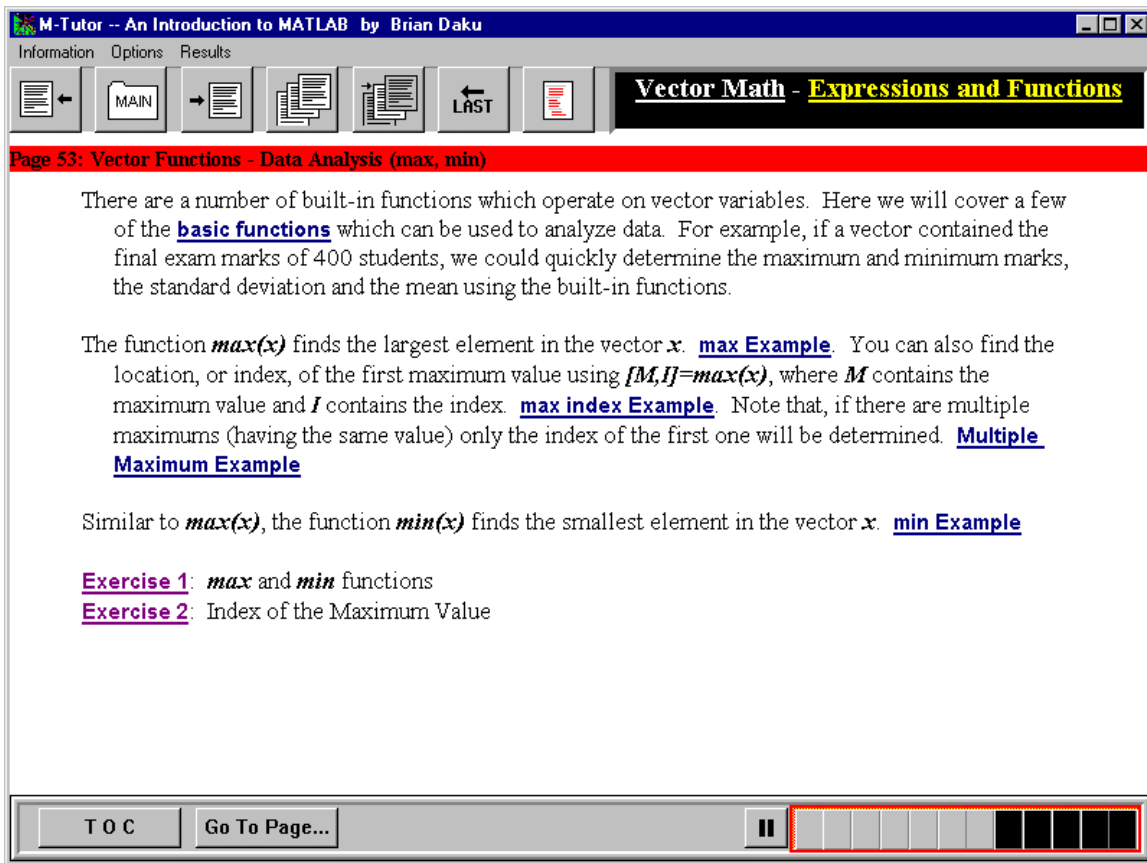 M-Tutor -- An Introduction to MATLAB by Brian Daku
Information Options Results
MAIN
LAST
Vector Math - Expressions and Functions
Page 53: Vector Functions - Data Analysis (max, min)
There are a number of built-in functions which operate on vector variables. Here we will cover a few
of the basic functions which can be used to analyze data. For example, if a vector contained the
final exam marks of 400 students, we could quickly determine the maximum and minimum marks,
the standard deviation and the mean using the built-in functions.
The function max(x) finds the largest element in the vector x. max Example. You can also find the
location, or index, of the first maximum value using [M,I]=max(x), where M contains the
maximum value and I contains the index. max index Example. Note that, if there are multiple
maximums (having the same value) only the index of the first one will be determined. Multiple
Maximum Example
Similar to max(x), the function min(x) finds the smallest element in the vector x. min Example
Exercise 1: max and min functions
Exercise 2: Index of the Maximum Value
T O C
Go To Page...